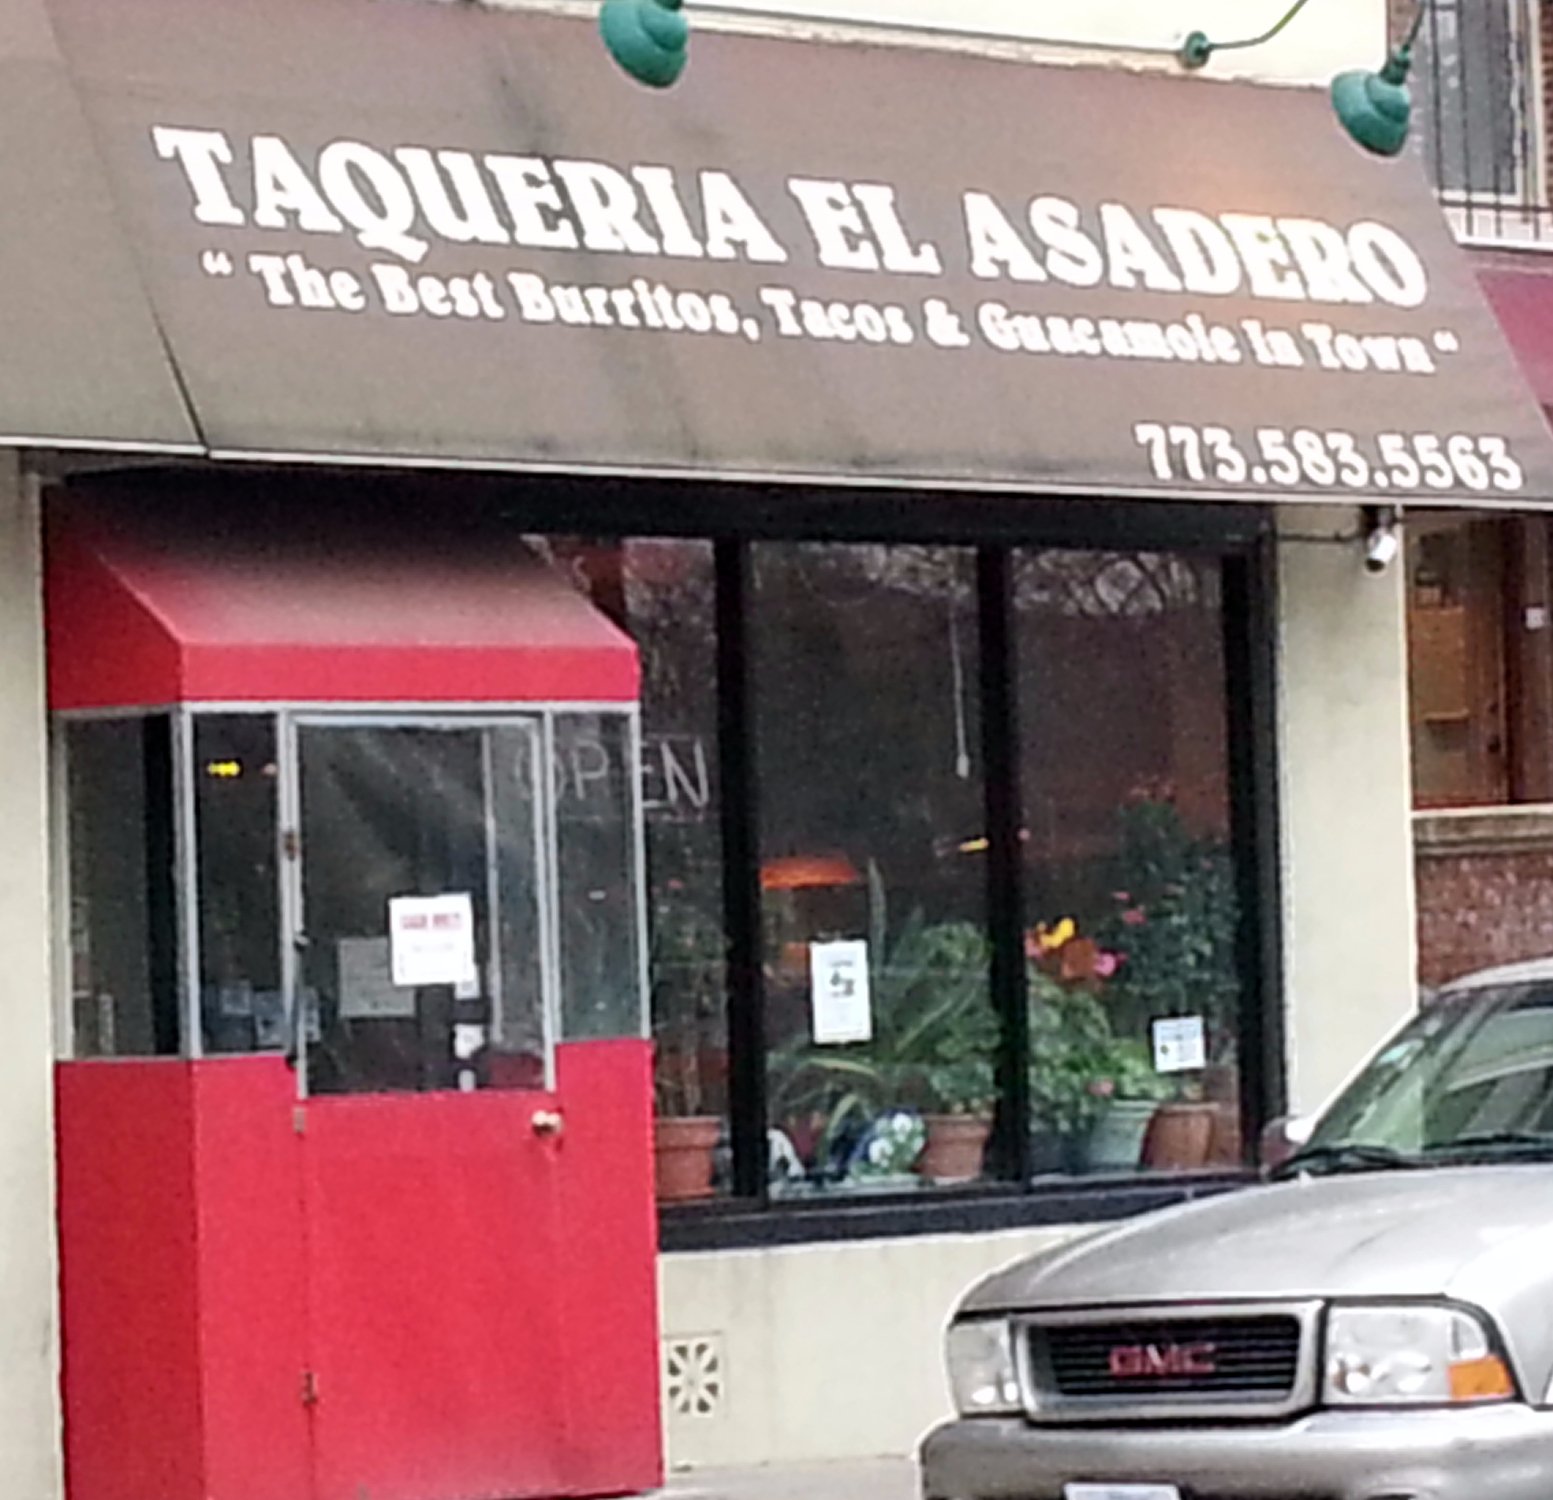 TAQUERIA EL ASADERO
“ The Best Burritos, Tacos & Guacamole In Town “
773.583.5563
OPEN
GMC